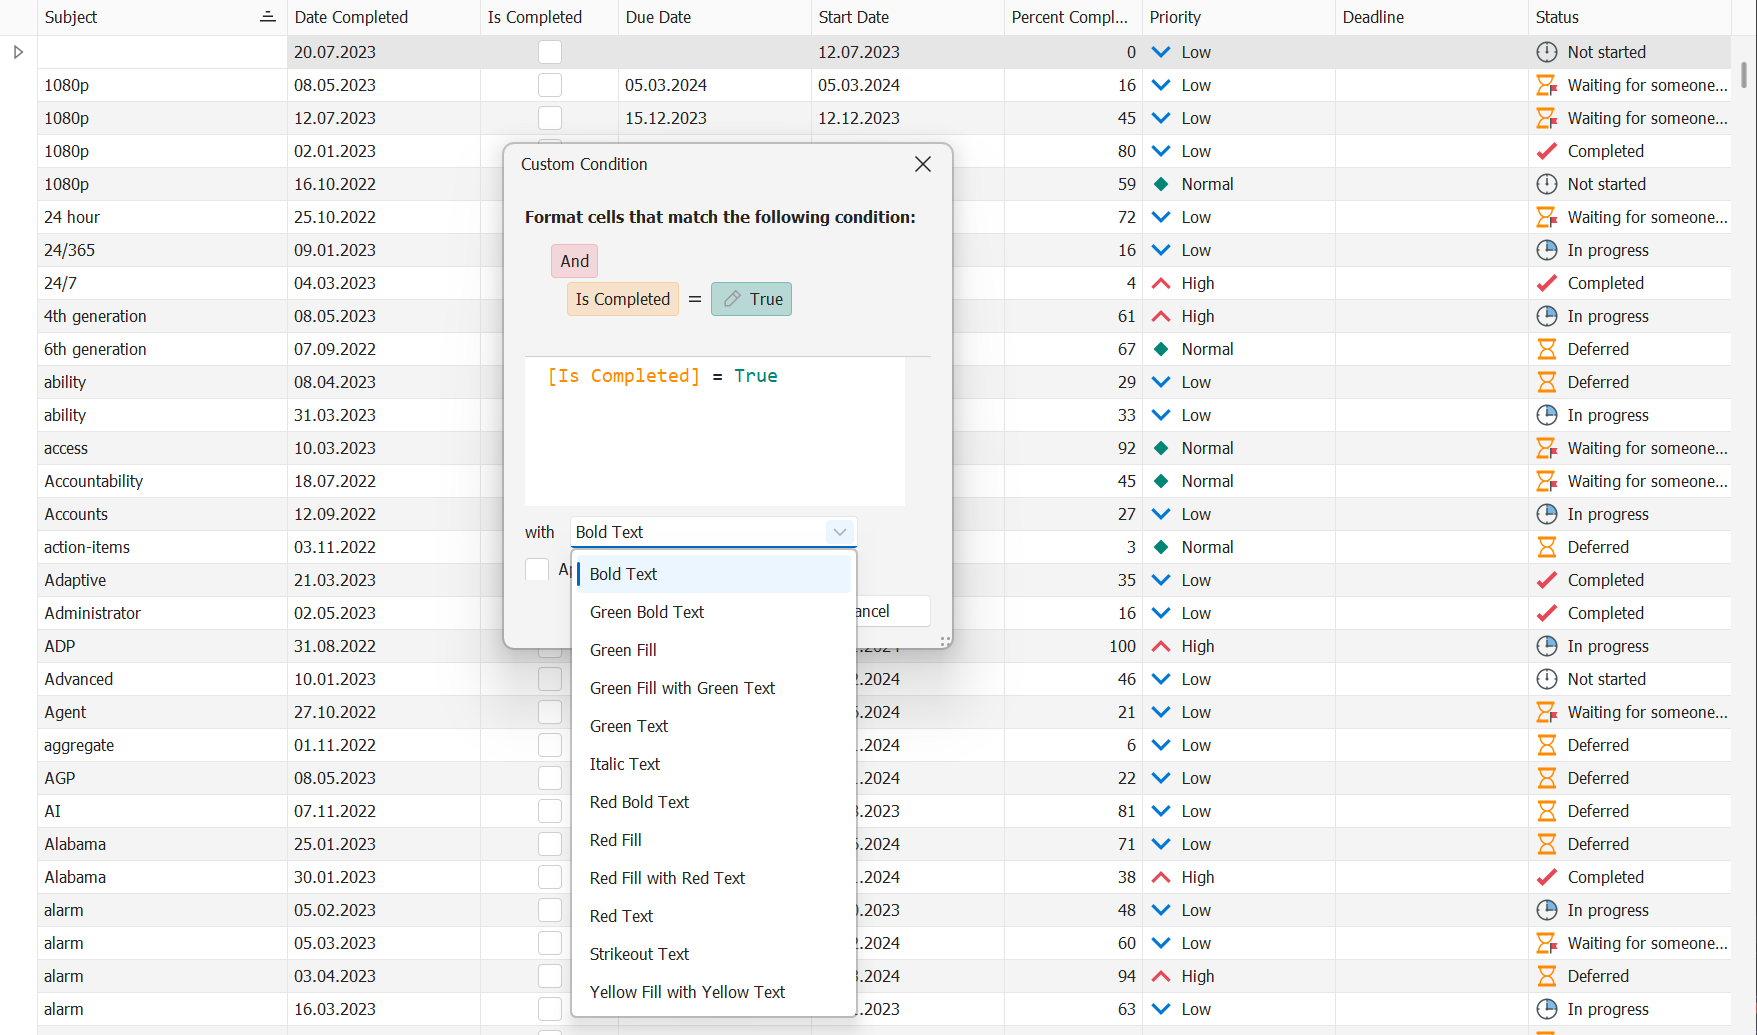 Subject Date Completed Is Completed Due Date Start Date Percent Compl... Priority Deadline Status
20.07.2023 12.07.2023 0 Low Not started
1080p 08.05.2023 05.03.2024 05.03.2024 16 Low Waiting for someone...
1080p 12.07.2023 15.12.2023 12.12.2023 45 Low Waiting for someone...
1080p 02.01.2023 80 Low Completed
1080p 16.10.2022 59 Normal Not started
24 hour 25.10.2022 72 Low Waiting for someone...
24/365 09.01.2023 16 Low In progress
24/7 04.03.2023 4 High Completed
4th generation 08.05.2023 61 High In progress
6th generation 07.09.2022 67 Normal Deferred
ability 08.04.2023 29 Low Deferred
ability 31.03.2023 33 Low In progress
access 10.03.2023 92 Normal Waiting for someone...
Accountability 18.07.2022 45 Normal Waiting for someone...
Accounts 12.09.2022 27 Low In progress
action-items 03.11.2022 3 Normal Deferred
Adaptive 21.03.2023 35 Low Completed
Administrator 02.05.2023 16 Low Completed
ADP 31.08.2022 100 High In progress
Advanced 10.01.2023 .2024 46 Low Not started
Agent 27.10.2022 .2024 21 Low Waiting for someone...
aggregate 01.11.2022 .2024 6 Low Deferred
AGP 08.05.2023 .2024 22 Low Deferred
AI 07.11.2022 .2023 81 Low Deferred
Alabama 25.01.2023 .2024 71 Low Deferred
Alabama 30.01.2023 .2024 38 High Completed
alarm 05.02.2023 .2023 48 Low In progress
alarm 05.03.2023 .2024 60 Low Waiting for someone...
alarm 03.04.2023 .2024 94 High Deferred
alarm 16.03.2023 .2023 63 Low In progress
Custom Condition
Format cells that match the following condition:
And
Is Completed = True
[Is Completed] = True
with Bold Text
Bold Text
Green Bold Text
Green Fill
Green Fill with Green Text
Green Text
Italic Text
Red Bold Text
Red Fill
Red Fill with Red Text
Red Text
Strikeout Text
Yellow Fill with Yellow Text
ancel